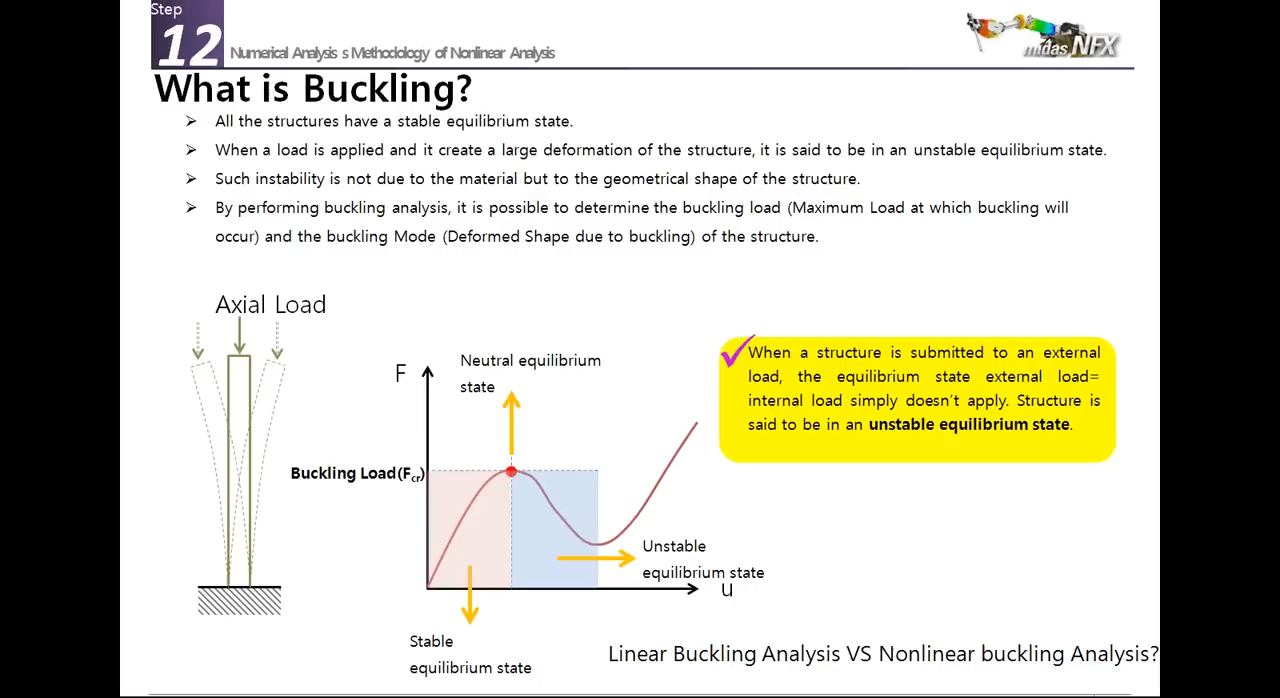 Step
12
Numerical Analysis s Methodology of Nonlinear Analysis
midas NFX
What is Buckling?
➢ All the structures have a stable equilibrium state.
➢ When a load is applied and it create a large deformation of the structure, it is said to be in an unstable equilibrium state.
➢ Such instability is not due to the material but to the geometrical shape of the structure.
➢ By performing buckling analysis, it is possible to determine the buckling load (Maximum Load at which buckling will
occur) and the buckling Mode (Deformed Shape due to buckling) of the structure.
Axial Load
F
Neutral equilibrium
state
Buckling Load(Fcr)
Unstable
equilibrium state
u
Stable
equilibrium state
When a structure is submitted to an external
load, the equilibrium state external load=
internal load simply doesn't apply. Structure is
said to be in an unstable equilibrium state.
Linear Buckling Analysis VS Nonlinear buckling Analysis?